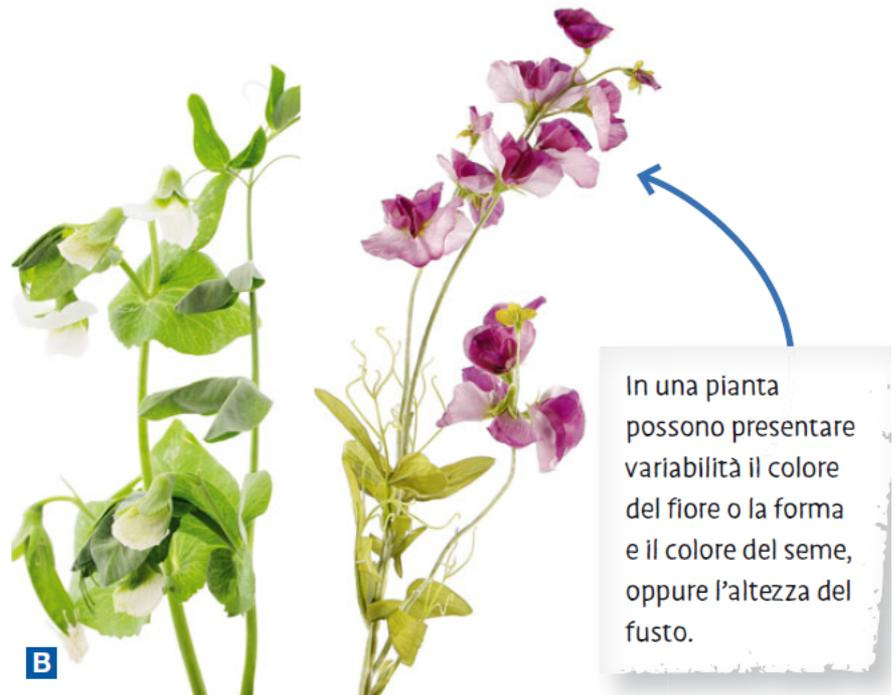 In una pianta
possono presentare
variabilità il colore
del fiore o la forma
e il colore del seme,
oppure l'altezza del
fusto.
B